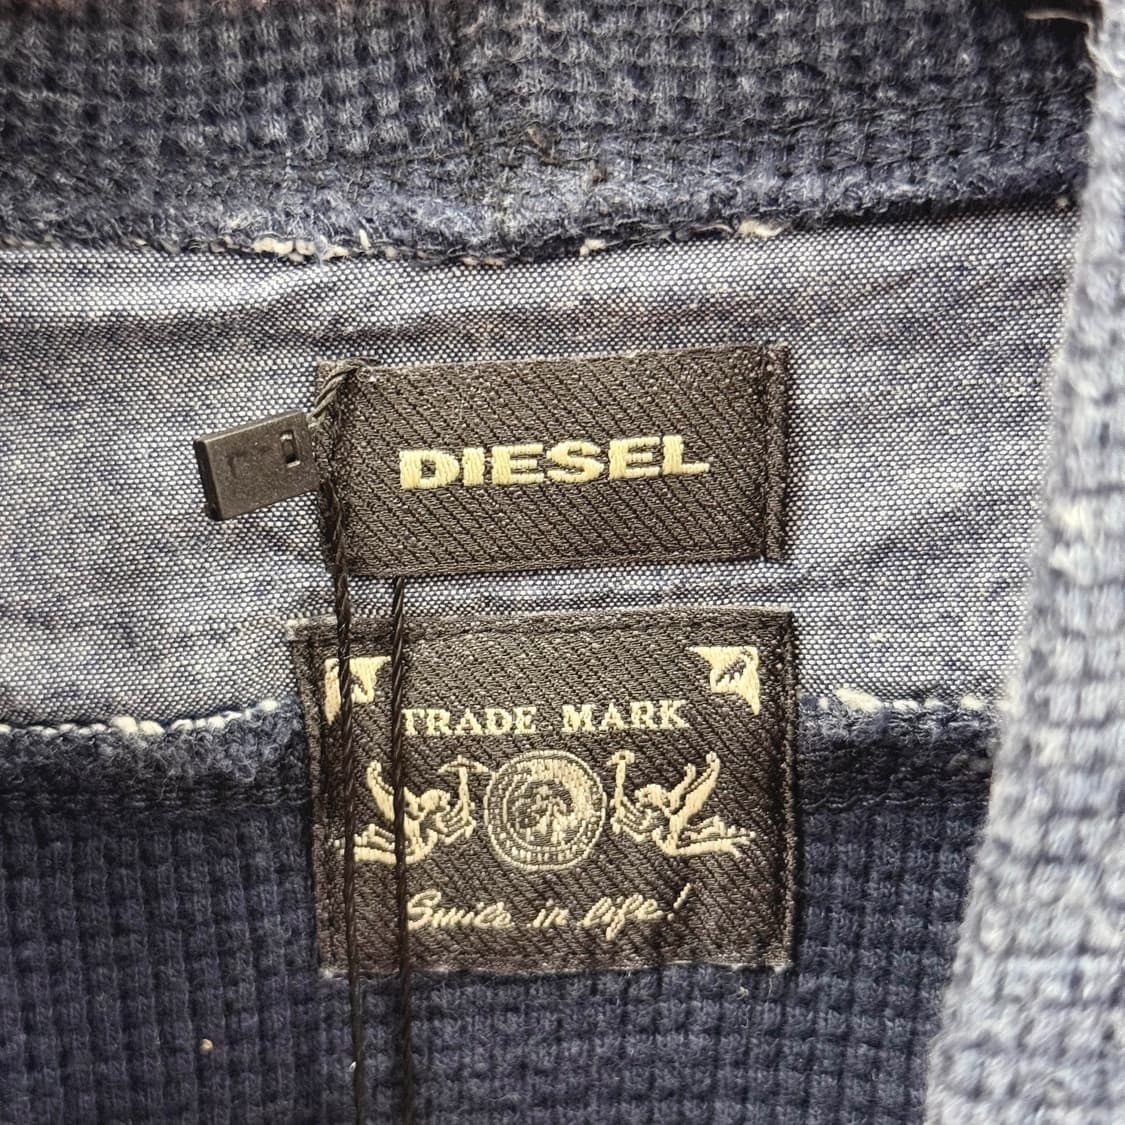 DIESEL
TRADE MARK
Smile in life!